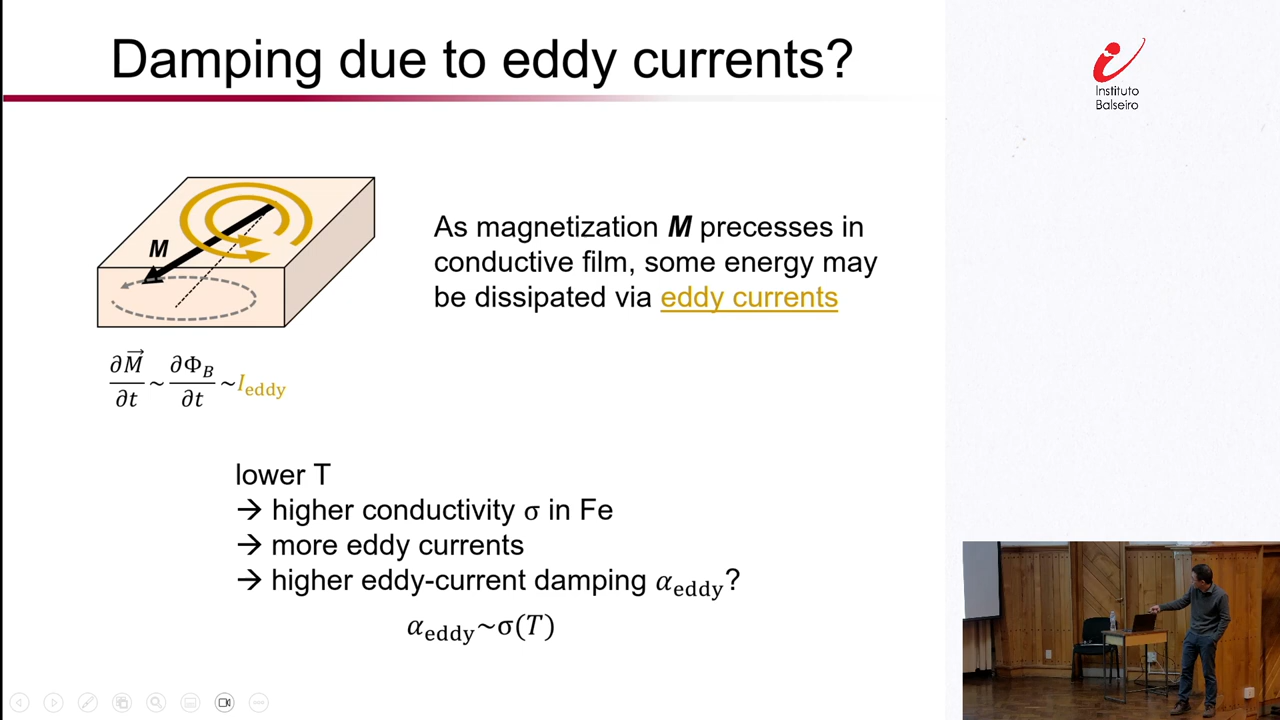 Damping due to eddy currents?
Instituto
Balseiro
M
As magnetization M precesses in
conductive film, some energy may
be dissipated via eddy currents
∂M⃗/∂t ~ ∂Φ_B/∂t ~ I_eddy
lower T
→ higher conductivity σ in Fe
→ more eddy currents
→ higher eddy-current damping α_eddy?
α_eddy~σ(T)